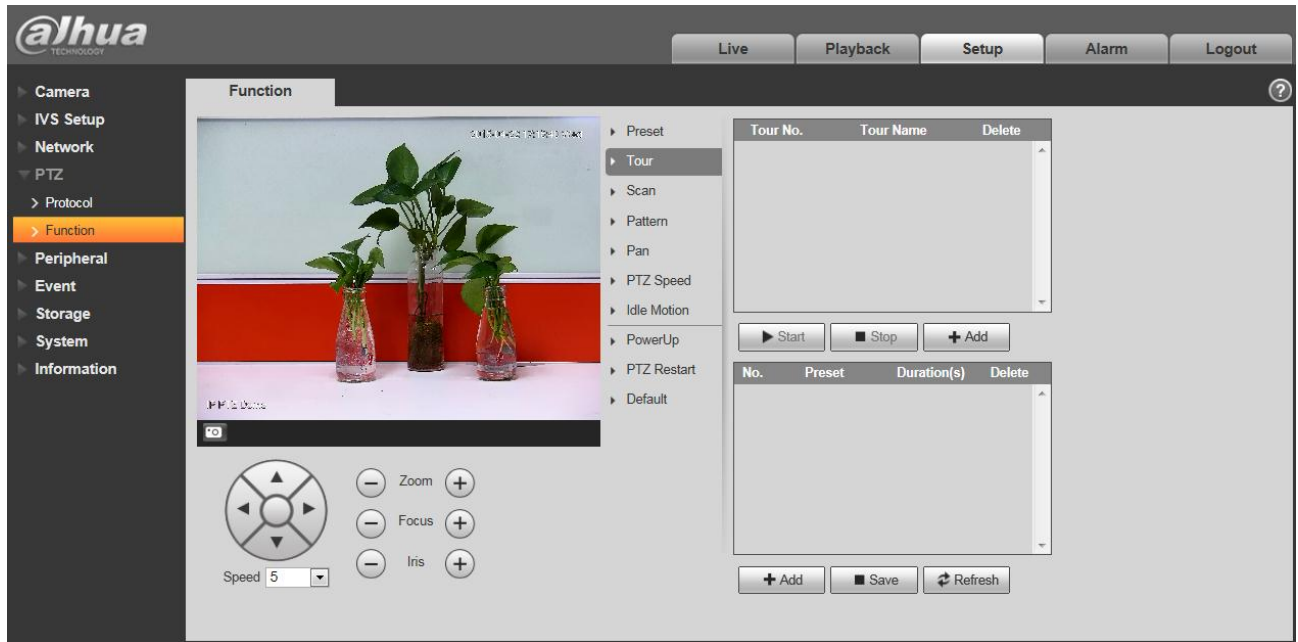 alhua
TECHNOLOGY
Live
Playback
Setup
Alarm
Logout
Camera
IVS Setup
Network
PTZ
Protocol
Function
Peripheral
Event
Storage
System
Information
Function
?
Preset
Tour
Scan
Pattern
Pan
PTZ Speed
Idle Motion
PowerUp
PTZ Restart
Default
Zoom
Focus
Iris
Speed 5
Tour No. Tour Name Delete
Start Stop Add
No. Preset Duration(s) Delete
Add Save Refresh